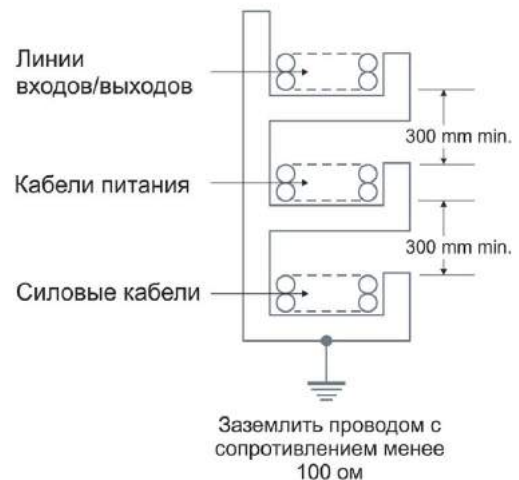 Линии
входов/выходов
300 mm min.
Кабели питания
300 mm min.
Силовые кабели
Заземлить проводом с
сопротивлением менее
100 ом